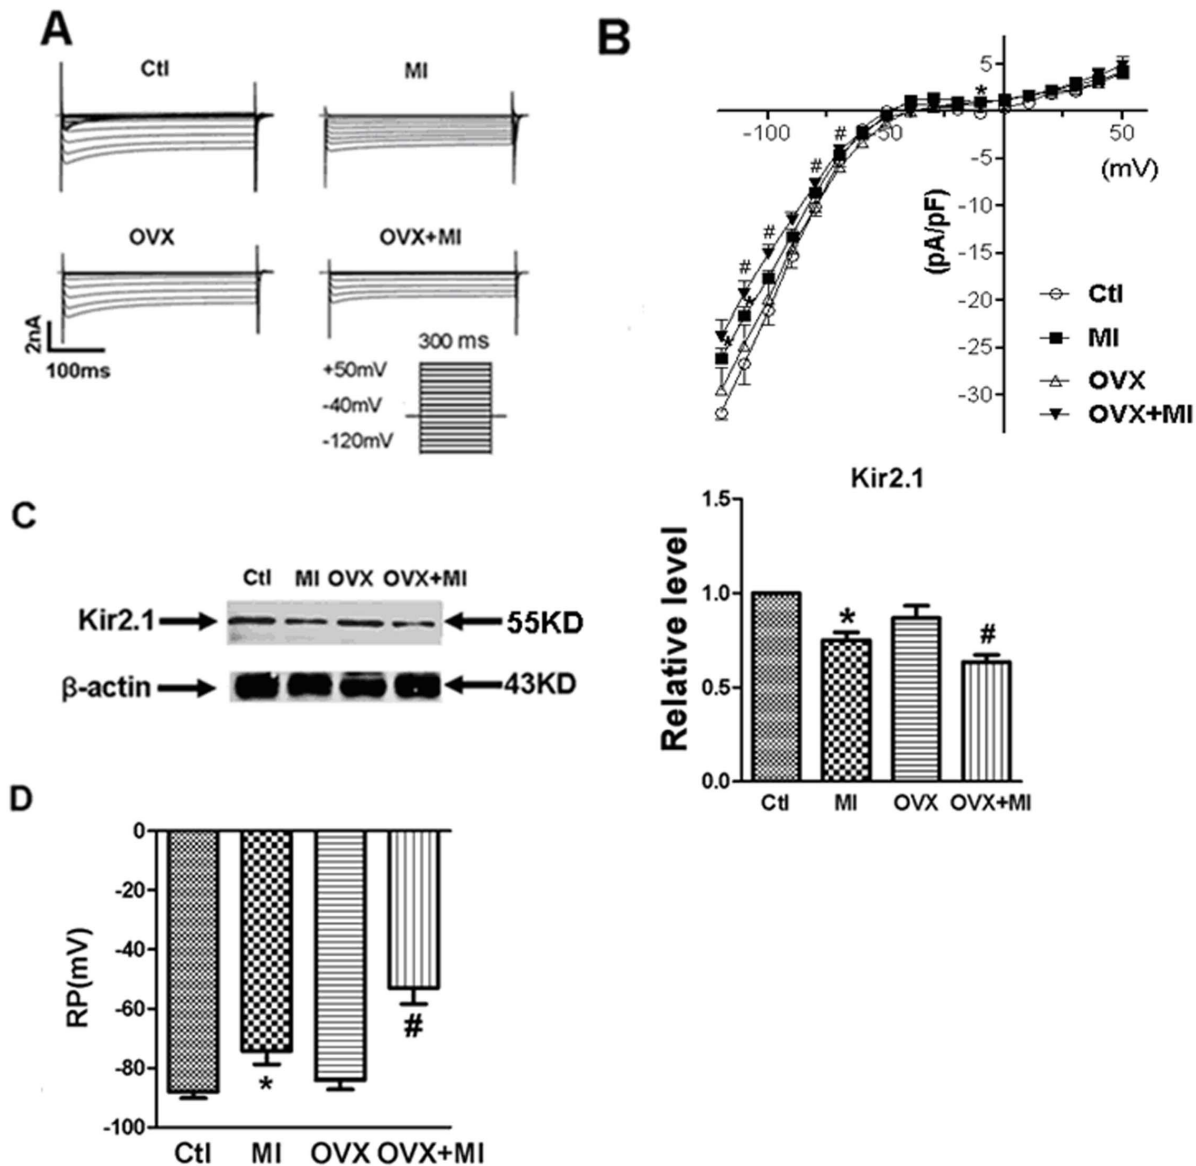 A
Ctl
MI
OVX
OVX+MI
2nA
100ms
300 ms
+50mV
-40mV
-120mV
B
5
*
-100
-50
50
(mV)
#
#
#
#
*
*
-5
-10
-15
-20
-25
-30
(pA/pF)
Ctl
MI
OVX
OVX+MI
C
Ctl MI OVX OVX+MI
Kir2.1
55KD
β-actin
43KD
Kir2.1
1.5
1.0
0.5
0.0
Relative level
*
#
Ctl MI OVX OVX+MI
D
0
-20
-40
-60
-80
-100
RP(mV)
*
#
Ctl MI OVX OVX+MI